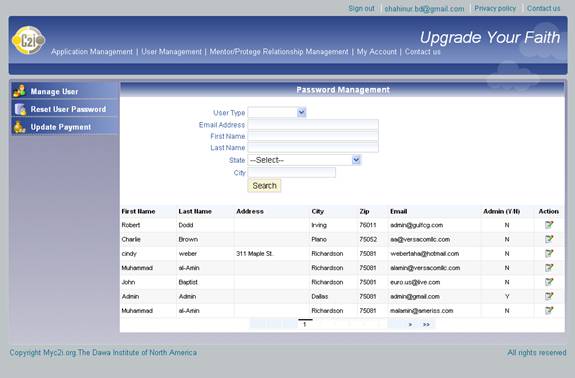 Sign out shahinur.bd@gmail.com Privacy policy Contact us
C2i
Upgrade Your Faith
Application Management | User Management | Mentor/Protege Relationship Management | My Account | Contact us
Manage User
Reset User Password
Update Payment
Password Management
User Type
Email Address
First Name
Last Name
State --Select--
City
Search
First Name Last Name Address City Zip Email Admin (Y/N) Action
Robert Dodd Irving 76011 admin@gulfcg.com N
Charlie Brown Plano 75052 aa@versacomllc.com N
cindy weber 311 Maple St. Richardson 75081 webertaha@hotmail.com N
Muhammad al-Amin Richardson 75081 alamin@versacomllc.com N
John Baptist Richardson 75081 euro.us@live.com N
Admin Admin Dallas 75081 admin@gmail.com Y
Muhammad al-Amin Richardson 75081 malamin@ameriss.com N
1 » »»
Copyright Myc2i.org.The Dawa Institute of North America All rights reserved